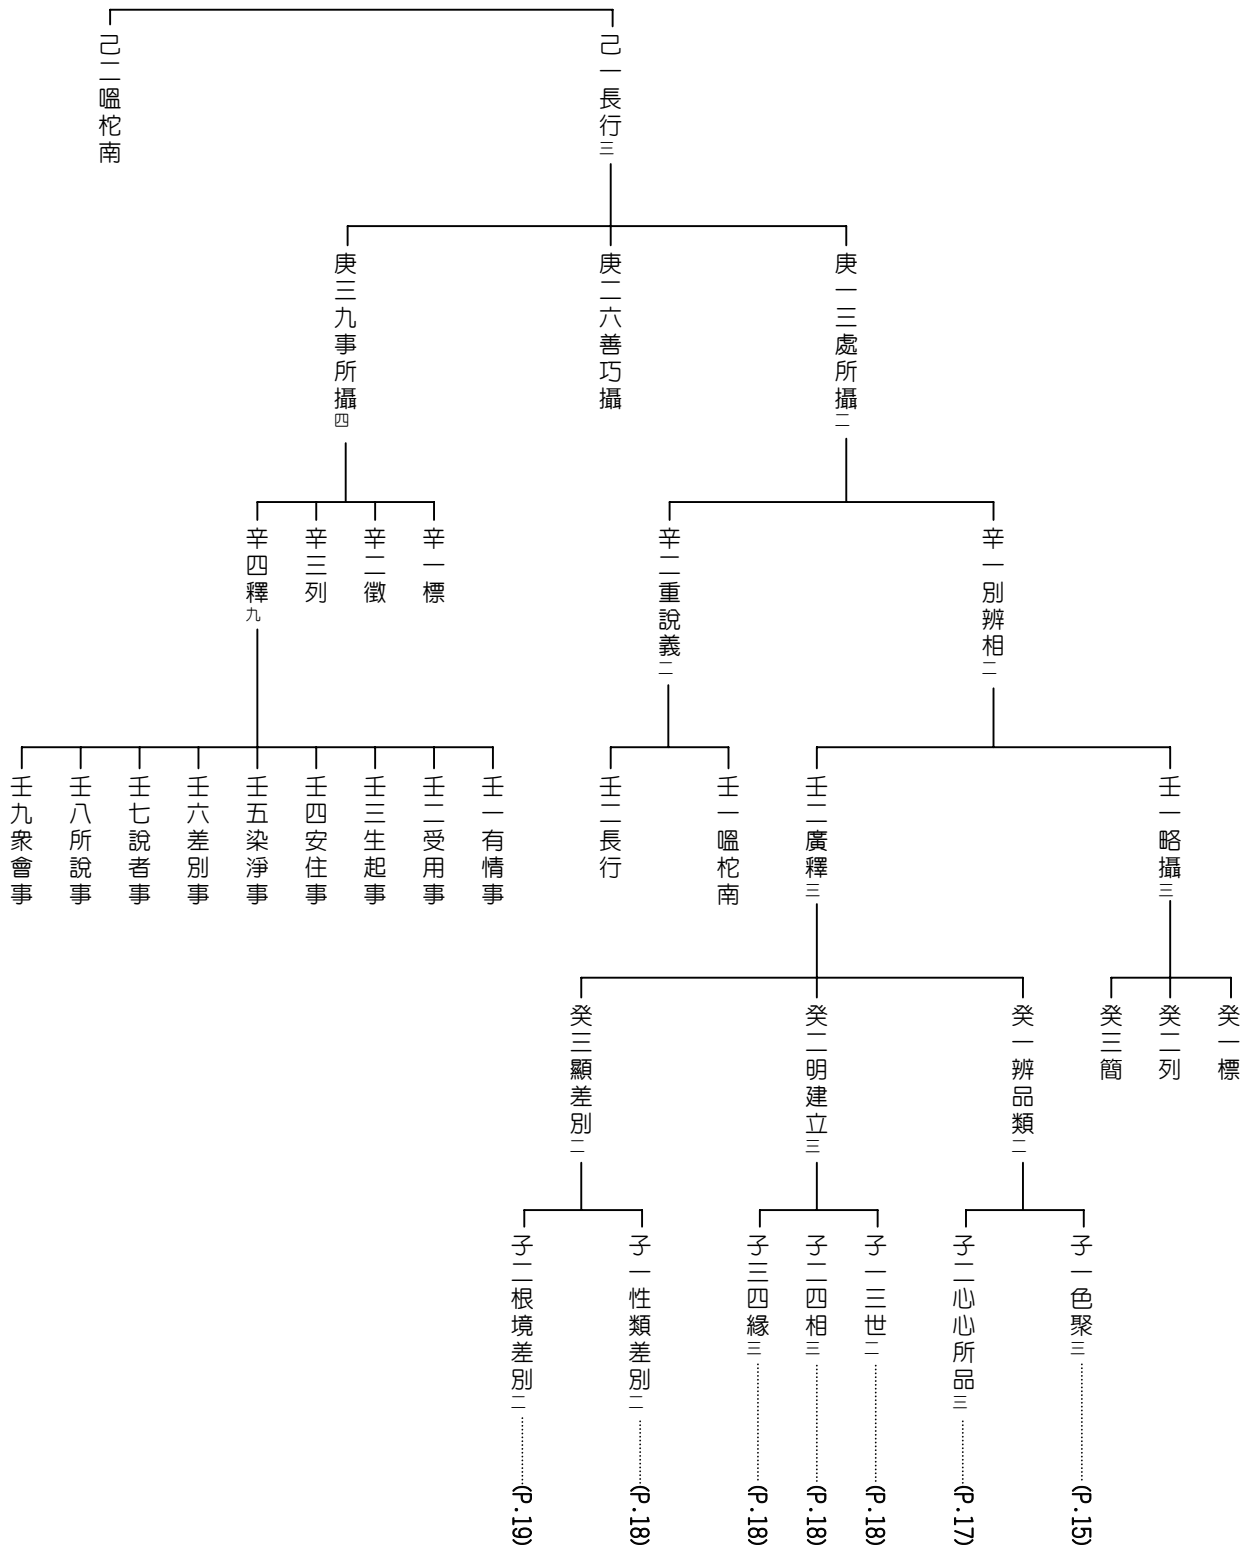 己一長行三
己二嗢柁南
庚一三處所攝二
庚二六善巧攝
庚三九事所攝四
辛一別辨相二
辛二重說義二
辛一標
辛二徵
辛三列
辛四釋九
壬一略攝三
壬二廣釋三
壬一嗢柁南
壬二長行
壬一有情事
壬二受用事
壬三生起事
壬四安住事
壬五染淨事
壬六差別事
壬七說者事
壬八所說事
壬九眾會事
癸一標
癸二列
癸三簡
癸一辨品類二
癸二明建立三
癸三顯差別二
子一色聚三…………(P.15)
子二心心所品三…………(P.17)
子一三世二…………(P.18)
子二四相三…………(P.18)
子三四緣三…………(P.18)
子一性類差別二…………(P.18)
子二根境差別二…………(P.19)